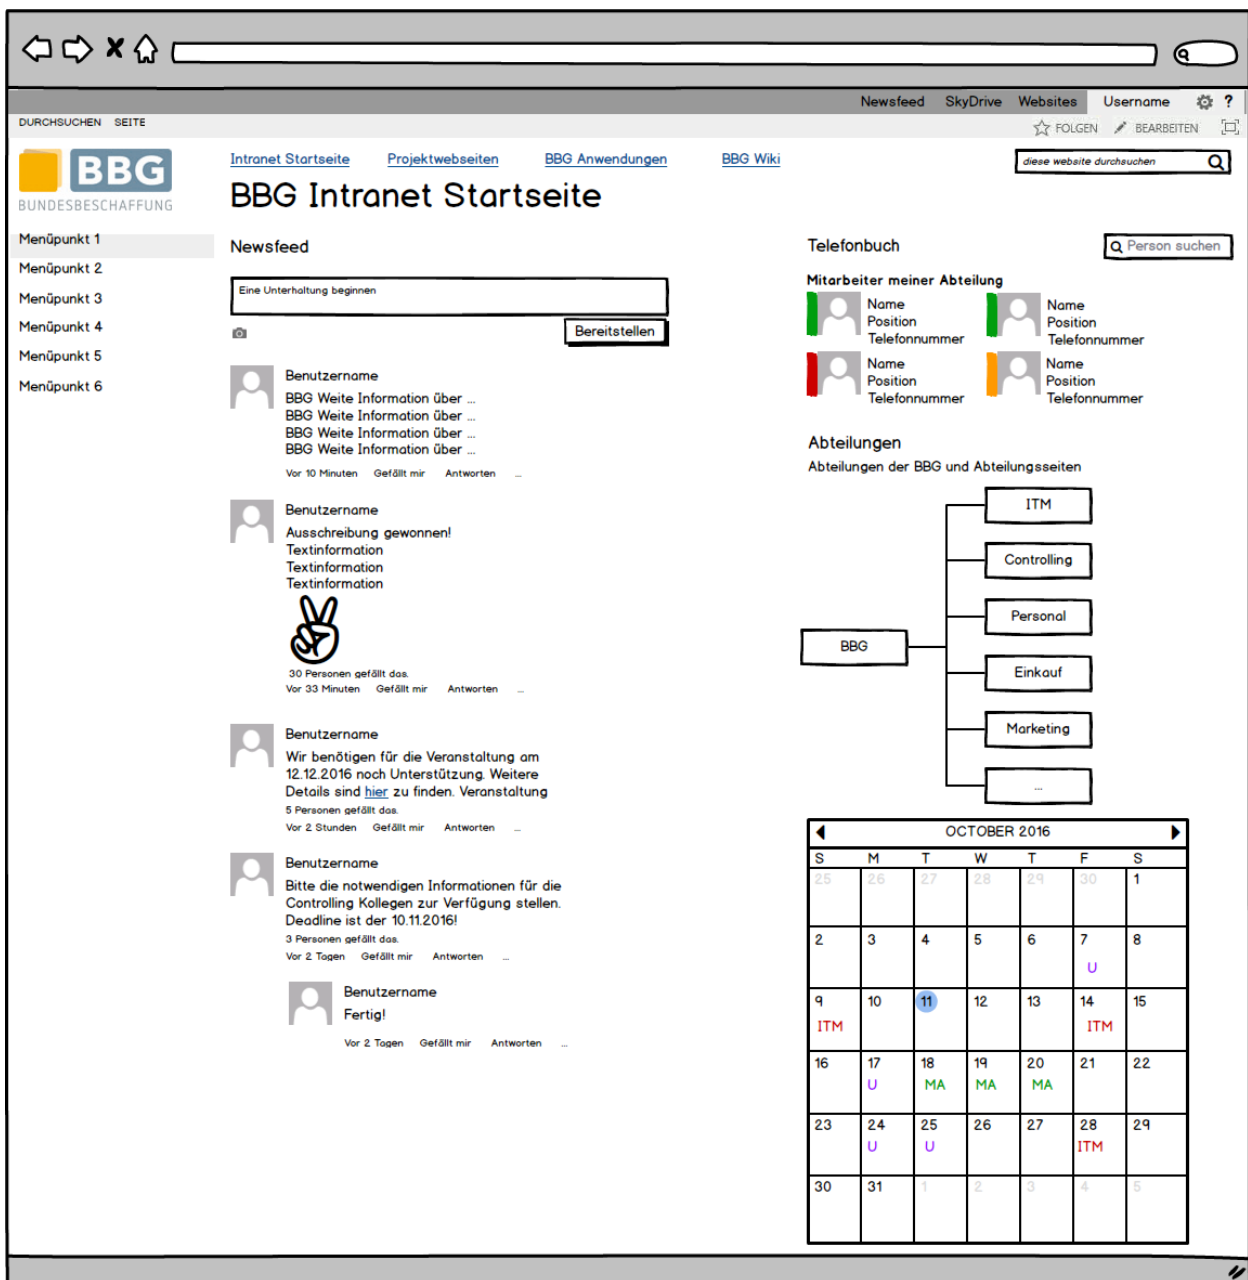 Newsfeed SkyDrive Websites Username ?
DURCHSUCHEN SEITE
FOLGEN BEARBEITEN
BBG
BUNDESBESCHAFFUNG
Intranet Startseite Projektwebseiten BBG Anwendungen BBG Wiki
diese website durchsuchen
BBG Intranet Startseite
Menüpunkt 1
Menüpunkt 2
Menüpunkt 3
Menüpunkt 4
Menüpunkt 5
Menüpunkt 6
Newsfeed
Eine Unterhaltung beginnen
Bereitstellen
Benutzername
BBG Weite Information über ...
BBG Weite Information über ...
BBG Weite Information über ...
BBG Weite Information über ...
Vor 10 Minuten Gefällt mir Antworten ...
Benutzername
Ausschreibung gewonnen!
Textinformation
Textinformation
Textinformation
30 Personen gefällt das.
Vor 33 Minuten Gefällt mir Antworten ...
Benutzername
Wir benötigen für die Veranstaltung am
12.12.2016 noch Unterstützung. Weitere
Details sind hier zu finden. Veranstaltung
5 Personen gefällt das.
Vor 2 Stunden Gefällt mir Antworten ...
Benutzername
Bitte die notwendigen Informationen für die
Controlling Kollegen zur Verfügung stellen.
Deadline ist der 10.11.2016!
3 Personen gefällt das.
Vor 2 Tagen Gefällt mir Antworten ...
Benutzername
Fertig!
Vor 2 Tagen Gefällt mir Antworten ...
Telefonbuch
Person suchen
Mitarbeiter meiner Abteilung
Name
Position
Telefonnummer
Name
Position
Telefonnummer
Name
Position
Telefonnummer
Name
Position
Telefonnummer
Abteilungen
Abteilungen der BBG und Abteilungsseiten
BBG
ITM
Controlling
Personal
Einkauf
Marketing
...
OCTOBER 2016
S M T W T F S
25 26 27 28 29 30 1
2 3 4 5 6 7 8
U
9 10 11 12 13 14 15
ITM ITM
16 17 18 19 20 21 22
U MA MA MA
23 24 25 26 27 28 29
U U ITM
30 31 1 2 3 4 5